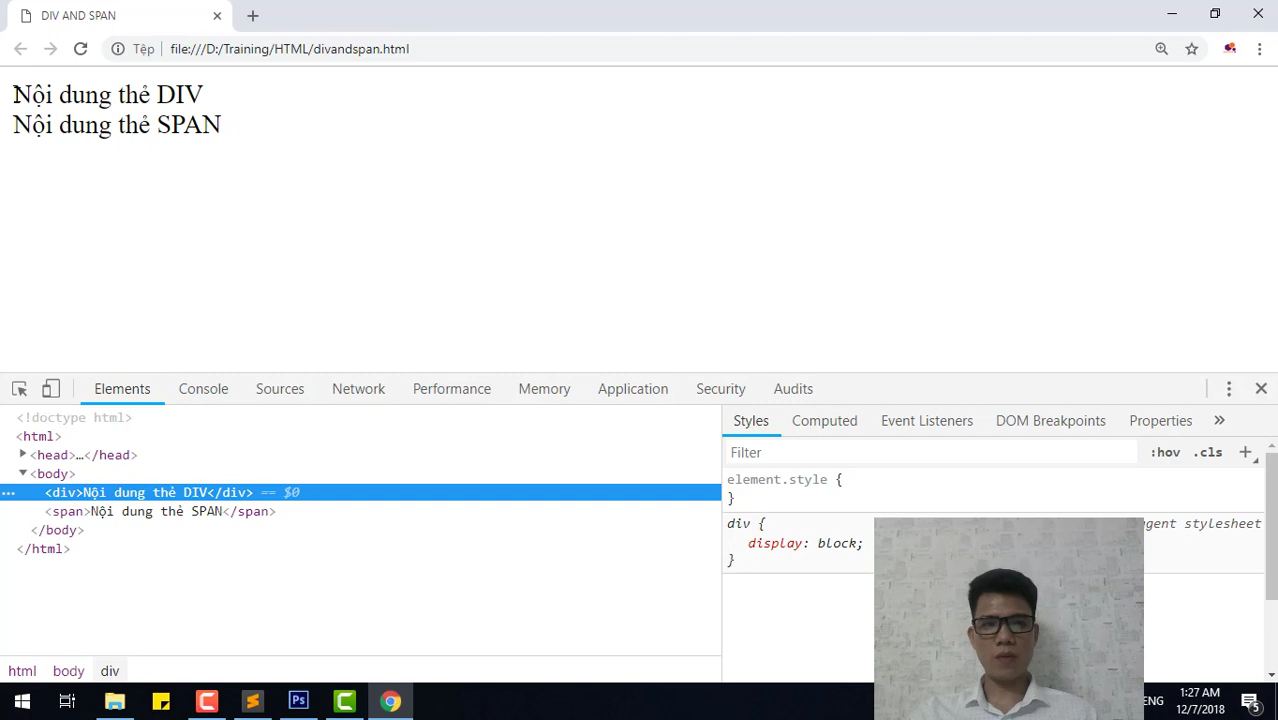 DIV AND SPAN
Tệp
file:///D:/Training/HTML/divandspan.html
Nội dung thẻ DIV
Nội dung thẻ SPAN
Elements Console Sources Network Performance Memory Application Security Audits
<!doctype html>
<html>
<head>…</head>
<body>
<div>Nội dung thẻ DIV</div> == $0
<span>Nội dung thẻ SPAN</span>
</body>
</html>
html body div
Styles Computed Event Listeners DOM Breakpoints Properties »
Filter :hov .cls +
element.style {
}
div { agent stylesheet
display: block;
}
Ps
ENG
1:27 AM
12/7/2018
5